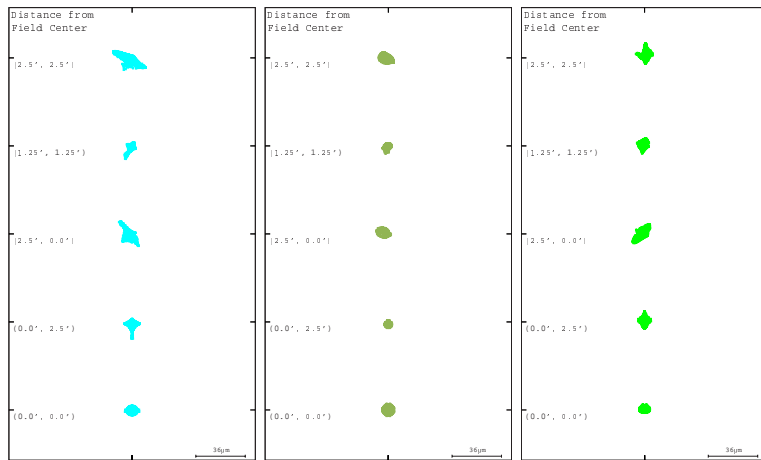 Distance from
Field Center
(2.5', 2.5')
(1.25', 1.25')
(2.5', 0.0')
(0.0', 2.5')
(0.0', 0.0')
36µm
Distance from
Field Center
(2.5', 2.5')
(1.25', 1.25')
(2.5', 0.0')
(0.0', 2.5')
(0.0', 0.0')
36µm
Distance from
Field Center
(2.5', 2.5')
(1.25', 1.25')
(2.5', 0.0')
(0.0', 2.5')
(0.0', 0.0')
36µm